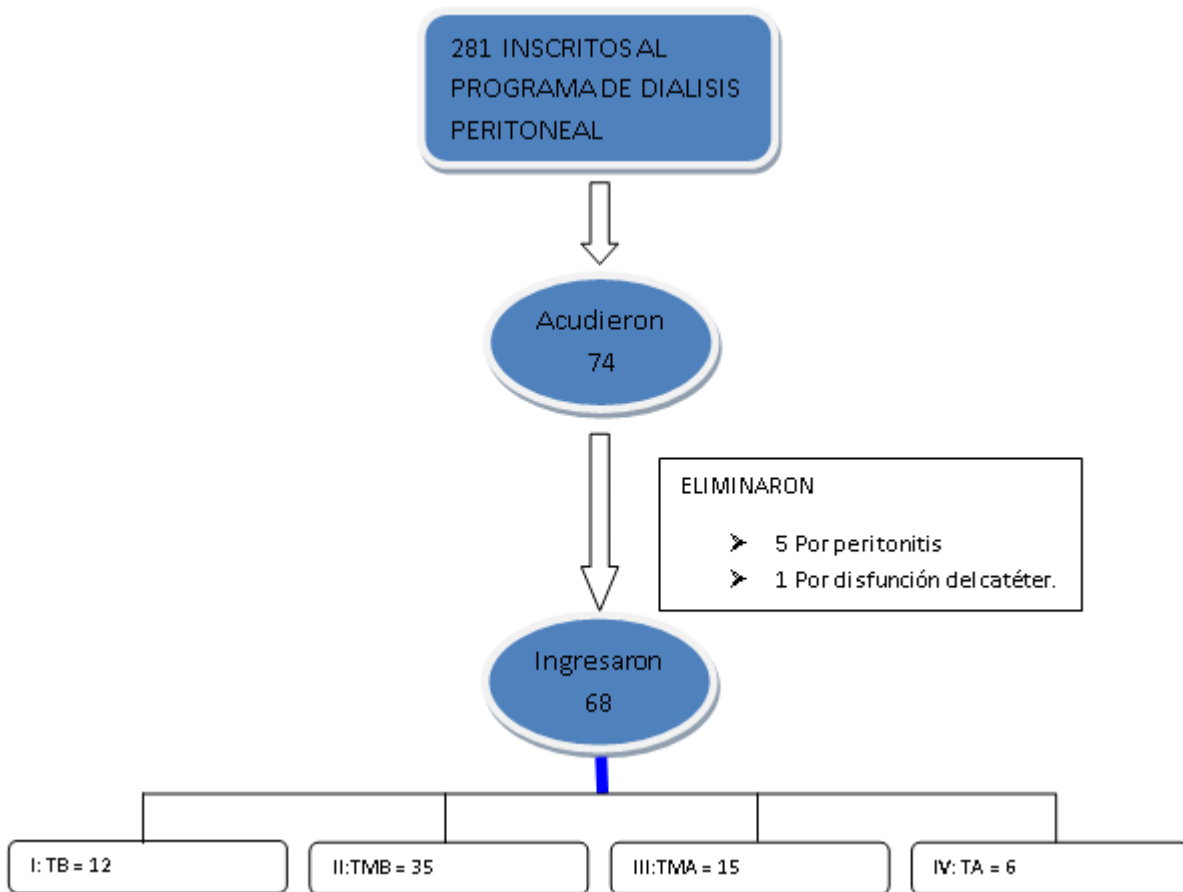 281 INSCRITOS AL
PROGRAMA DE DIALISIS
PERITONEAL
Acudieron
74
ELIMINARON
➤ 5 Por peritonitis
➤ 1 Por disfunción del catéter.
Ingresaron
68
I: TB = 12
II:TMB = 35
III:TMA = 15
IV: TA = 6